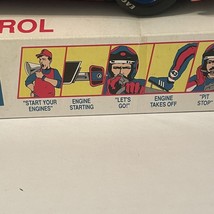 ROL
"START YOUR
ENGINES"
ENGINE
STARTING
"LET'S
GO!"
ENGINE
TAKES OFF
"PIT
STOP"